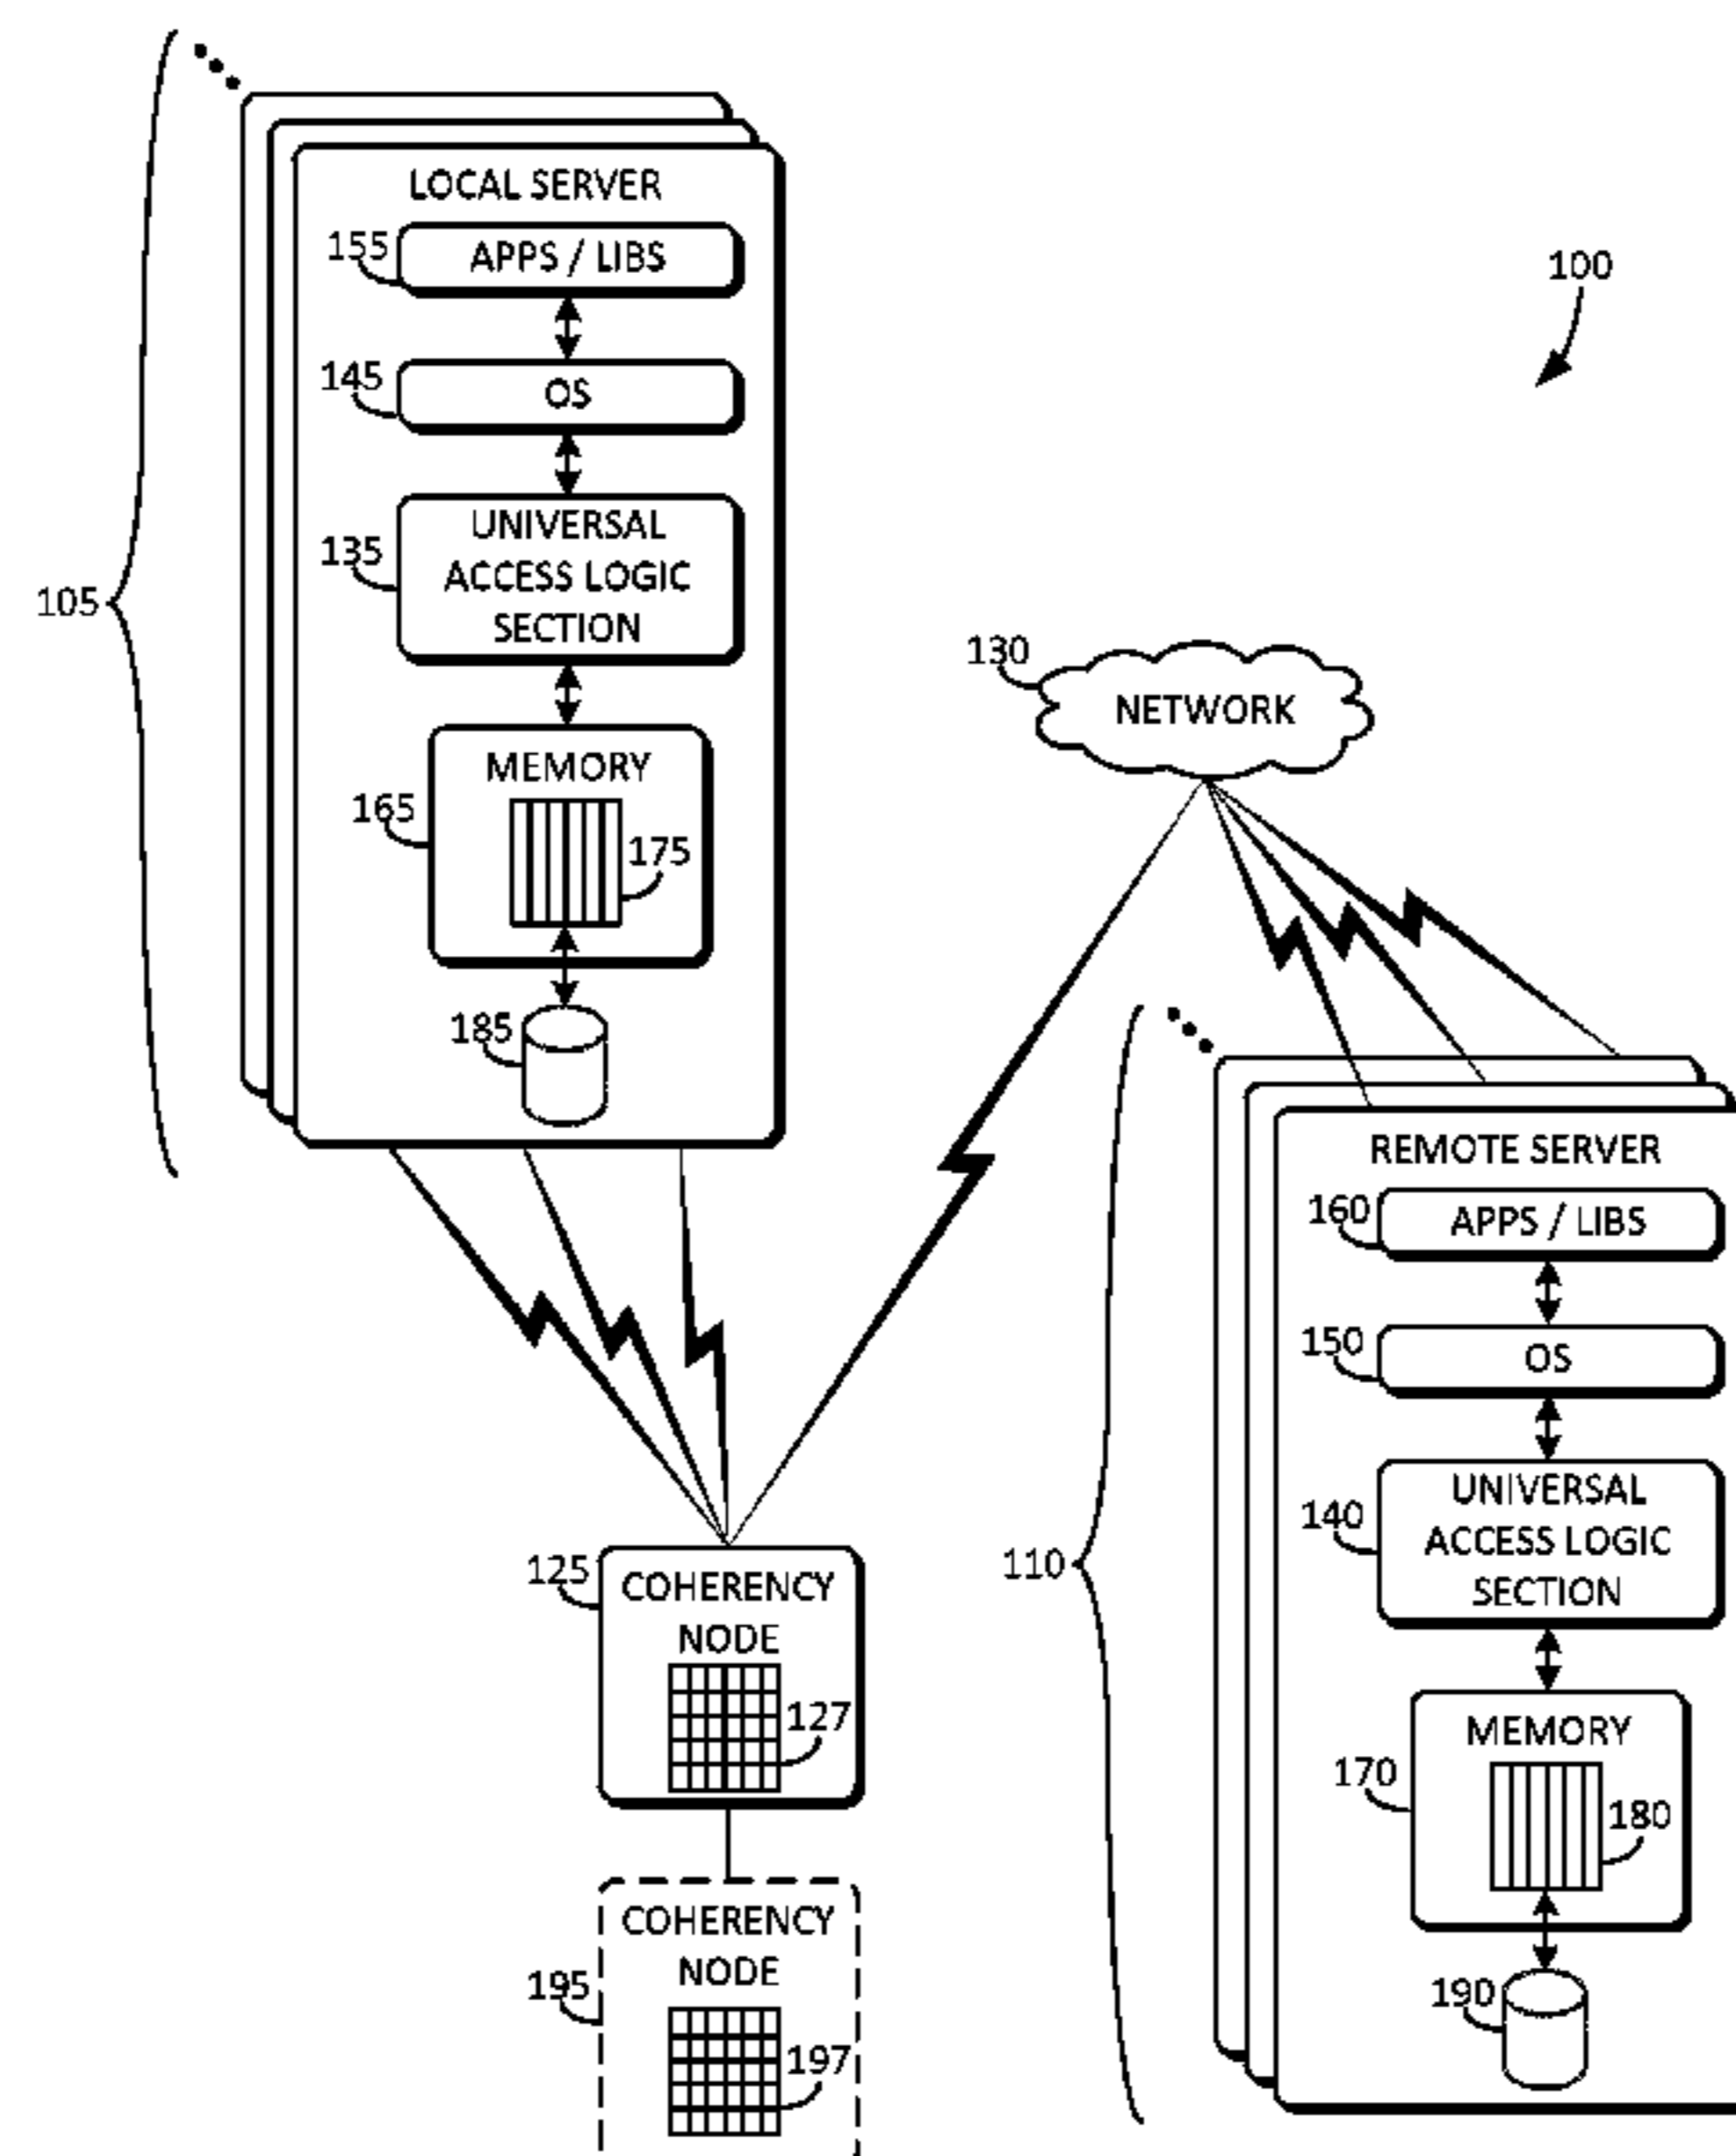 LOCAL SERVER
155
APPS / LIBS
100
145
OS
135
UNIVERSAL
ACCESS LOGIC
SECTION
105
130
NETWORK
MEMORY
165
175
185
REMOTE SERVER
160
APPS / LIBS
150
OS
140
UNIVERSAL
ACCESS LOGIC
SECTION
110
125
COHERENCY
NODE
127
MEMORY
170
180
COHERENCY
NODE
195
197
190